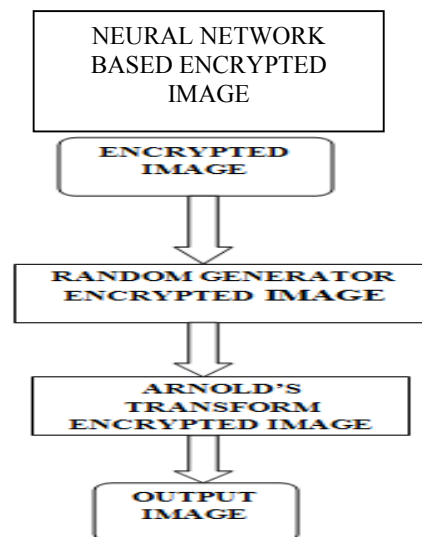 NEURAL NETWORK
BASED ENCRYPTED
IMAGE
ENCRYPTED
IMAGE
RANDOM GENERATOR
ENCRYPTED IMAGE
ARNOLD'S
TRANSFORM
ENCRYPTED IMAGE
OUTPUT
IMAGE